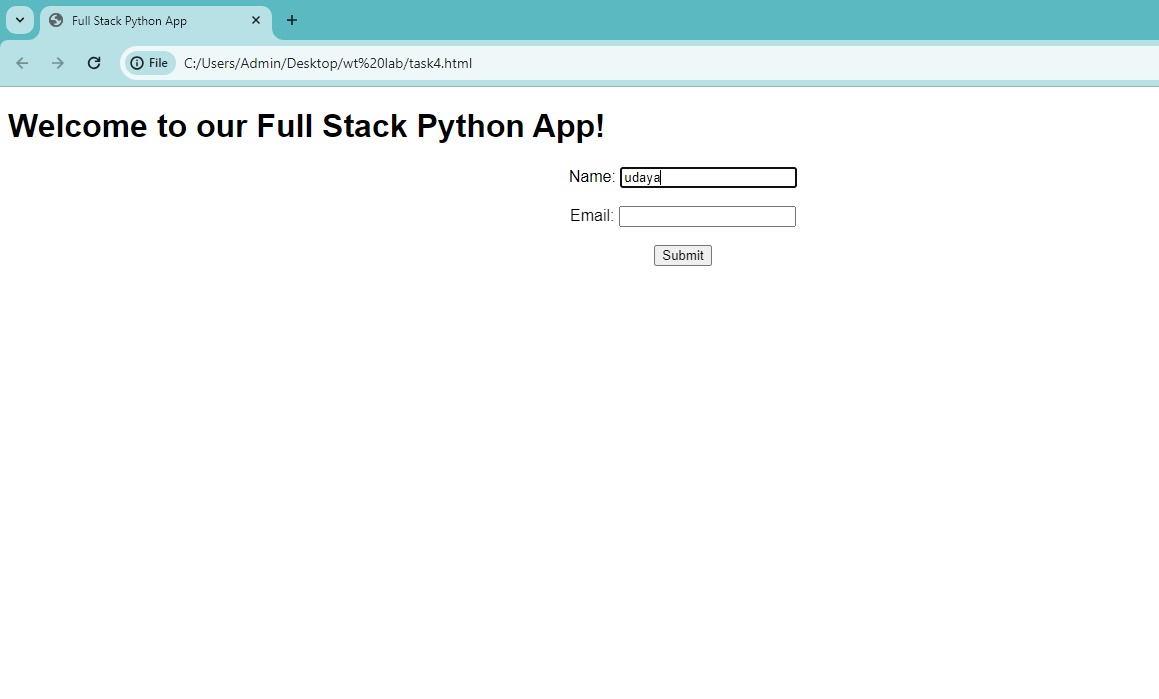 Full Stack Python App
File C:/Users/Admin/Desktop/wt%20lab/task4.html
Welcome to our Full Stack Python App!
Name: udaya
Email:
Submit